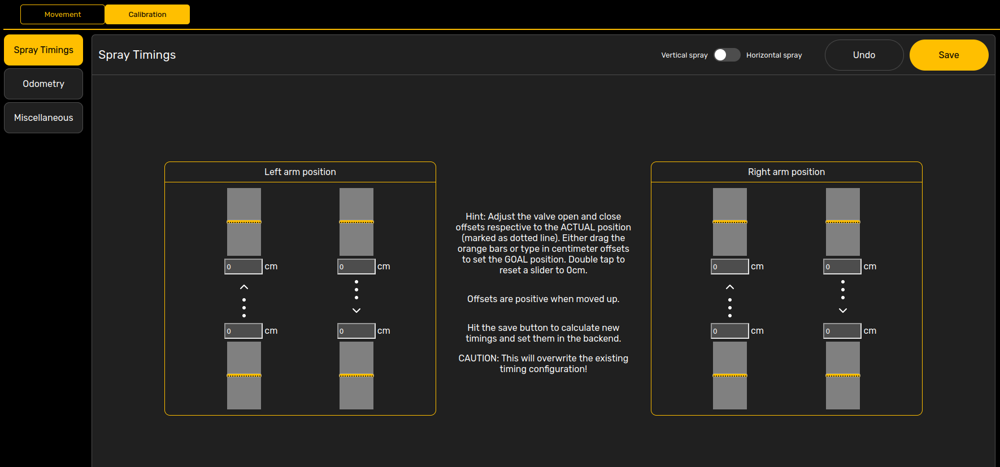 Movement
Calibration
Spray Timings
Odometry
Miscellaneous
Spray Timings
Vertical spray
Horizontal spray
Undo
Save
Left arm position
0 cm
0 cm
0 cm
0 cm
Hint: Adjust the valve open and close
offsets respective to the ACTUAL position
(marked as dotted line). Either drag the
orange bars or type in centimeter offsets
to set the GOAL position. Double tap to
reset a slider to 0cm.
Offsets are positive when moved up.
Hit the save button to calculate new
timings and set them in the backend.
CAUTION: This will overwrite the existing
timing configuration!
Right arm position
0 cm
0 cm
0 cm
0 cm